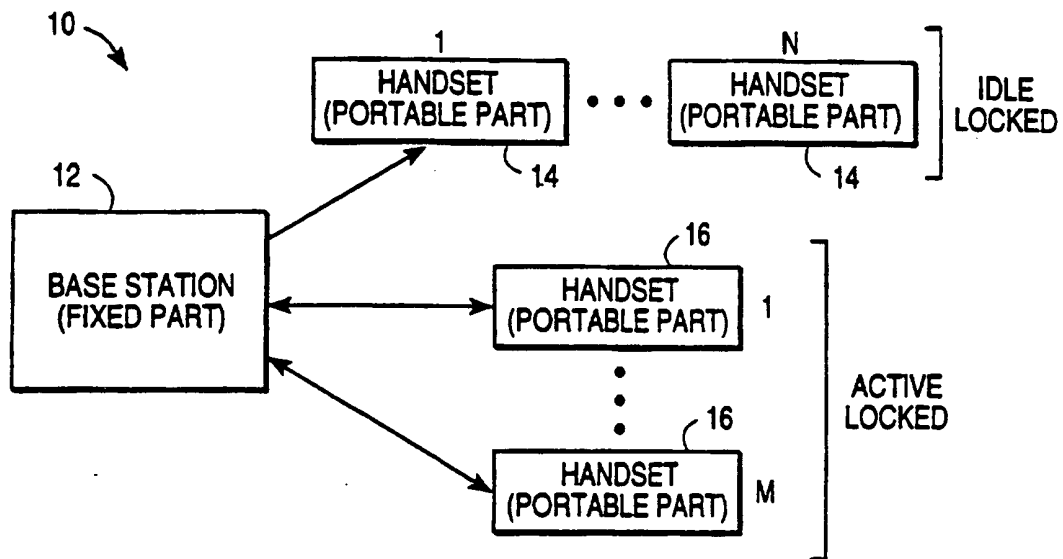 10
1
N
HANDSET
(PORTABLE PART)
HANDSET
(PORTABLE PART)
IDLE
LOCKED
14
14
12
BASE STATION
(FIXED PART)
16
HANDSET
(PORTABLE PART)
1
ACTIVE
LOCKED
16
HANDSET
(PORTABLE PART)
M